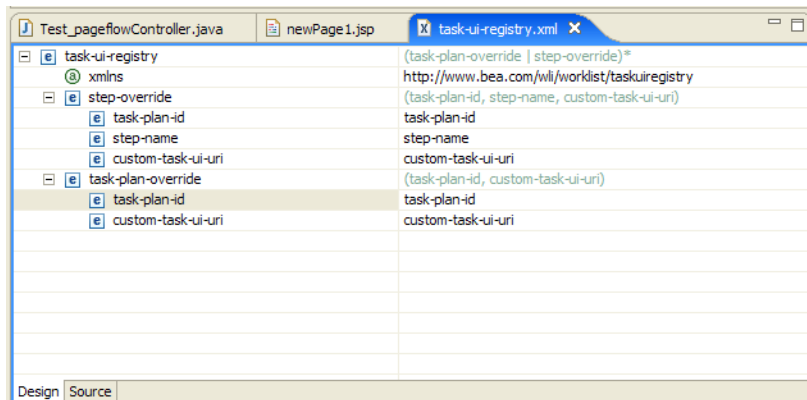 Test_pageflowController.java newPage1.jsp task-ui-registry.xml
task-ui-registry (task-plan-override | step-override)*
xmlns http://www.bea.com/wli/worklist/taskuiregistry
step-override (task-plan-id, step-name, custom-task-ui-uri)
task-plan-id task-plan-id
step-name step-name
custom-task-ui-uri custom-task-ui-uri
task-plan-override (task-plan-id, custom-task-ui-uri)
task-plan-id task-plan-id
custom-task-ui-uri custom-task-ui-uri
Design Source